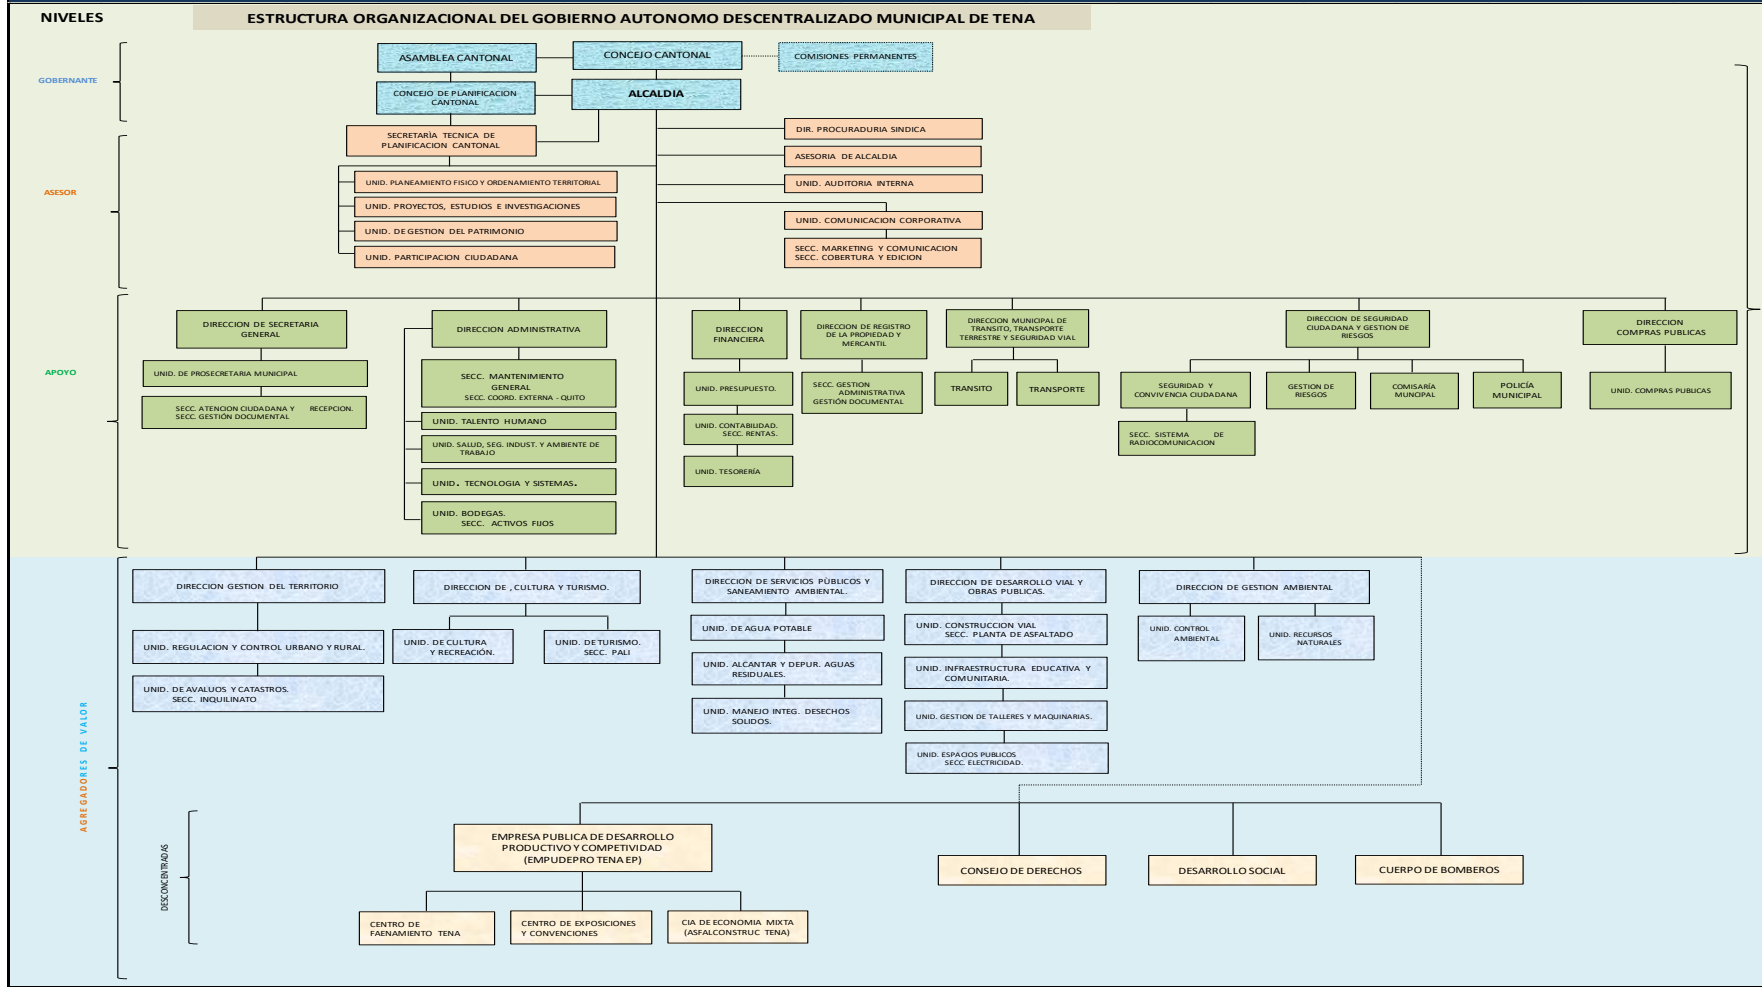 NIVELES
ESTRUCTURA ORGANIZACIONAL DEL GOBIERNO AUTONOMO DESCENTRALIZADO MUNICIPAL DE TENA
GOBERNANTE
ASAMBLEA CANTONAL
CONCEJO CANTONAL
COMISIONES PERMANENTES
CONCEJO DE PLANIFICACION
CANTONAL
ALCALDIA
ASESOR
SECRETARÌA TECNICA DE
PLANIFICACION CANTONAL
UNID. PLANEAMIENTO FISICO Y ORDENAMIENTO TERRITORIAL
UNID. PROYECTOS, ESTUDIOS E INVESTIGACIONES
UNID. DE GESTION DEL PATRIMONIO
UNID. PARTICIPACION CIUDADANA
DIR. PROCURADURIA SINDICA
ASESORIA DE ALCALDIA
UNID. AUDITORIA INTERNA
UNID. COMUNICACION CORPORATIVA
SECC. MARKETING Y COMUNICACION
SECC. COBERTURA Y EDICION
APOYO
DIRECCION DE SECRETARIA
GENERAL
UNID. DE PROSECRETARIA MUNICIPAL
SECC. ATENCION CIUDADANA Y RECEPCION.
SECC. GESTIÓN DOCUMENTAL
DIRECCION ADMINISTRATIVA
SECC. MANTENIMIENTO
GENERAL
SECC. COORD. EXTERNA - QUITO
UNID. TALENTO HUMANO
UNID. SALUD, SEG. INDUST. Y AMBIENTE DE
TRABAJO
UNID. TECNOLOGIA Y SISTEMAS.
UNID. BODEGAS.
SECC. ACTIVOS FIJOS
DIRECCION
FINANCIERA
UNID. PRESUPUESTO.
UNID. CONTABILIDAD.
SECC. RENTAS.
UNID. TESORERÍA
DIRECCION DE REGISTRO
DE LA PROPIEDAD Y
MERCANTIL
SECC. GESTION
ADMINISTRATIVA
GESTIÓN DOCUMENTAL
DIRECCION MUNICIPAL DE
TRANSITO, TRANSPORTE
TERRESTRE Y SEGURIDAD VIAL
TRANSITO
TRANSPORTE
DIRECCION DE SEGURIDAD
CIUDADANA Y GESTION DE
RIESGOS
SEGURIDAD Y
CONVIVENCIA CIUDADANA
SECC. SISTEMA DE
RADIOCOMUNICACION
GESTION DE
RIESGOS
COMISARÍA
MUNCIPAL
POLICÍA
MUNICIPAL
DIRECCION
COMPRAS PUBLICAS
UNID. COMPRAS PUBLICAS
AGREGADORES DE VALOR
DIRECCION GESTION DEL TERRITORIO
UNID. REGULACION Y CONTROL URBANO Y RURAL.
UNID. DE AVALUOS Y CATASTROS.
SECC. INQUILINATO
DIRECCION DE , CULTURA Y TURISMO.
UNID. DE CULTURA
Y RECREACIÓN.
UNID. DE TURISMO.
SECC. PALI
DIRECCION DE SERVICIOS PÙBLICOS Y
SANEAMIENTO AMBIENTAL.
UNID. DE AGUA POTABLE
UNID. ALCANTAR Y DEPUR. AGUAS
RESIDUALES.
UNID. MANEJO INTEG. DESECHOS
SOLIDOS.
DIRECCION DE DESARROLLO VIAL Y
OBRAS PUBLICAS.
UNID. CONSTRUCCION VIAL
SECC. PLANTA DE ASFALTADO
UNID. INFRAESTRUCTURA EDUCATIVA Y
COMUNITARIA.
UNID. GESTION DE TALLERES Y MAQUINARIAS.
UNID. ESPACIOS PUBLICOS
SECC. ELECTRICIDAD.
DIRECCION DE GESTION AMBIENTAL
UNID. CONTROL
AMBIENTAL
UNID. RECURSOS
NATURALES
DESCONCENTRADAS
EMPRESA PUBLICA DE DESARROLLO
PRODUCTIVO Y COMPETIVIDAD
(EMPUDEPRO TENA EP)
CENTRO DE
FAENAMIENTO TENA
CENTRO DE EXPOSICIONES
Y CONVENCIONES
CIA DE ECONOMIA MIXTA
(ASFALCONSTRUC TENA)
CONSEJO DE DERECHOS
DESARROLLO SOCIAL
CUERPO DE BOMBEROS